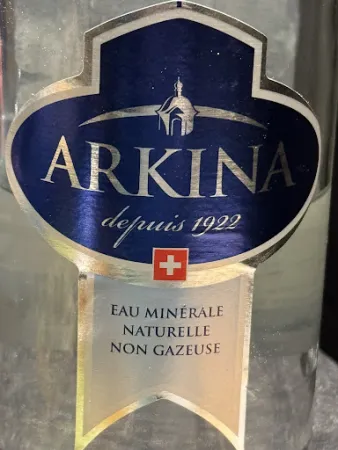 ARKINA
depuis 1922
EAU MINÉRALE
NATURELLE
NON GAZEUSE